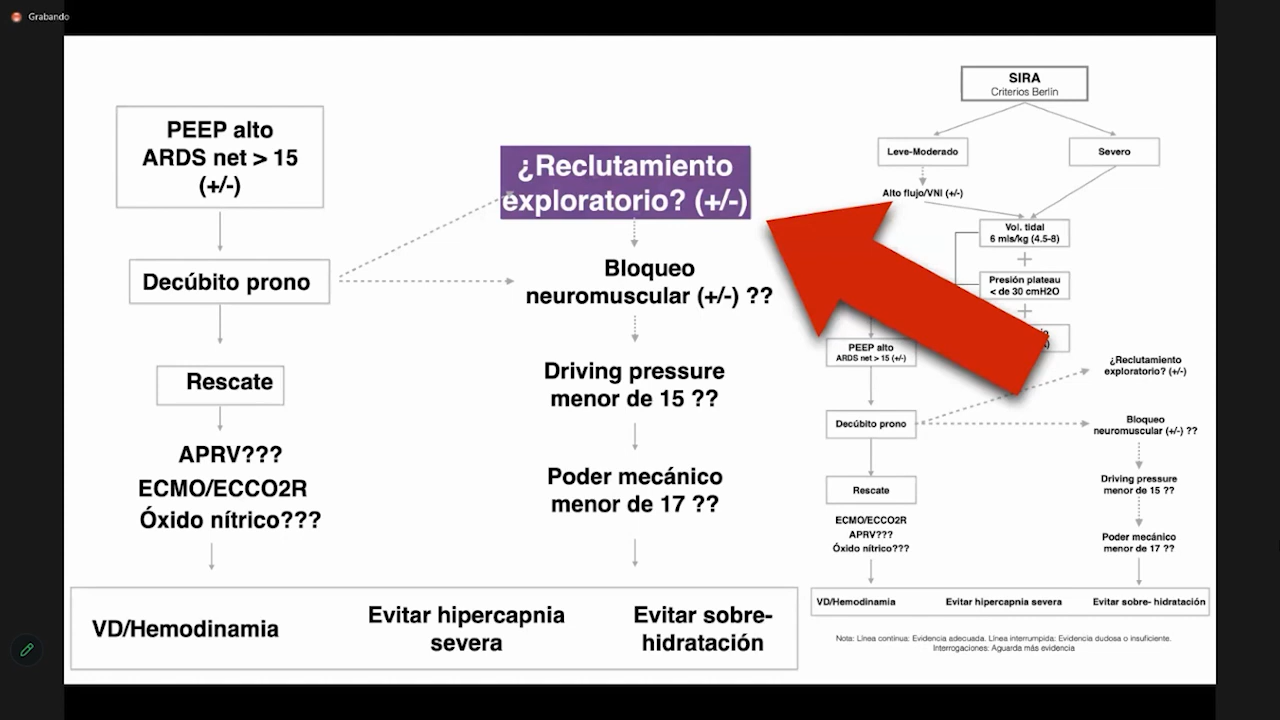 Grabando
PEEP alto
ARDS net > 15
(+/-)
Decúbito prono
Rescate
APRV???
ECMO/ECCO2R
Óxido nítrico???
¿Reclutamiento
exploratorio? (+/-)
Bloqueo
neuromuscular (+/-) ??
Driving pressure
menor de 15 ??
Poder mecánico
menor de 17 ??
VD/Hemodinamia
Evitar hipercapnia
severa
Evitar sobre-
hidratación
SIRA
Criterios Berlín
Leve-Moderado
Severo
Alto flujo/VNI (+/-)
Vol. tidal
6 mls/kg (4.5-8)
+
Presión plateau
< de 30 cmH2O
+
PEEP alto
ARDS net > 15 (+/-)
Decúbito prono
Rescate
ECMO/ECCO2R
APRV???
Óxido nítrico???
¿Reclutamiento
exploratorio? (+/-)
Bloqueo
neuromuscular (+/-) ??
Driving pressure
menor de 15 ??
Poder mecánico
menor de 17 ??
VD/Hemodinamia
Evitar hipercapnia severa
Evitar sobre- hidratación
Nota: Línea continua: Evidencia adecuada. Línea interrumpida: Evidencia dudosa o insuficiente.
Interrogaciones: Aguarda más evidencia